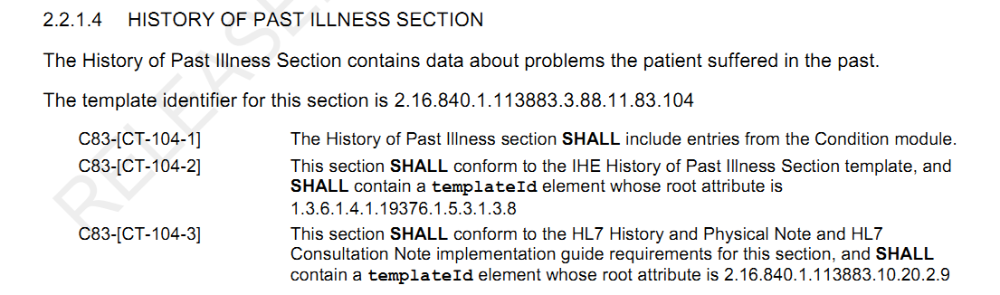 2.2.1.4 HISTORY OF PAST ILLNESS SECTION
The History of Past Illness Section contains data about problems the patient suffered in the past.
The template identifier for this section is 2.16.840.1.113883.3.88.11.83.104
C83-[CT-104-1] The History of Past Illness section SHALL include entries from the Condition module.
C83-[CT-104-2] This section SHALL conform to the IHE History of Past Illness Section template, and
SHALL contain a templateId element whose root attribute is
1.3.6.1.4.1.19376.1.5.3.1.3.8
C83-[CT-104-3] This section SHALL conform to the HL7 History and Physical Note and HL7
Consultation Note implementation guide requirements for this section, and SHALL
contain a templateId element whose root attribute is 2.16.840.1.113883.10.20.2.9
RELEASE